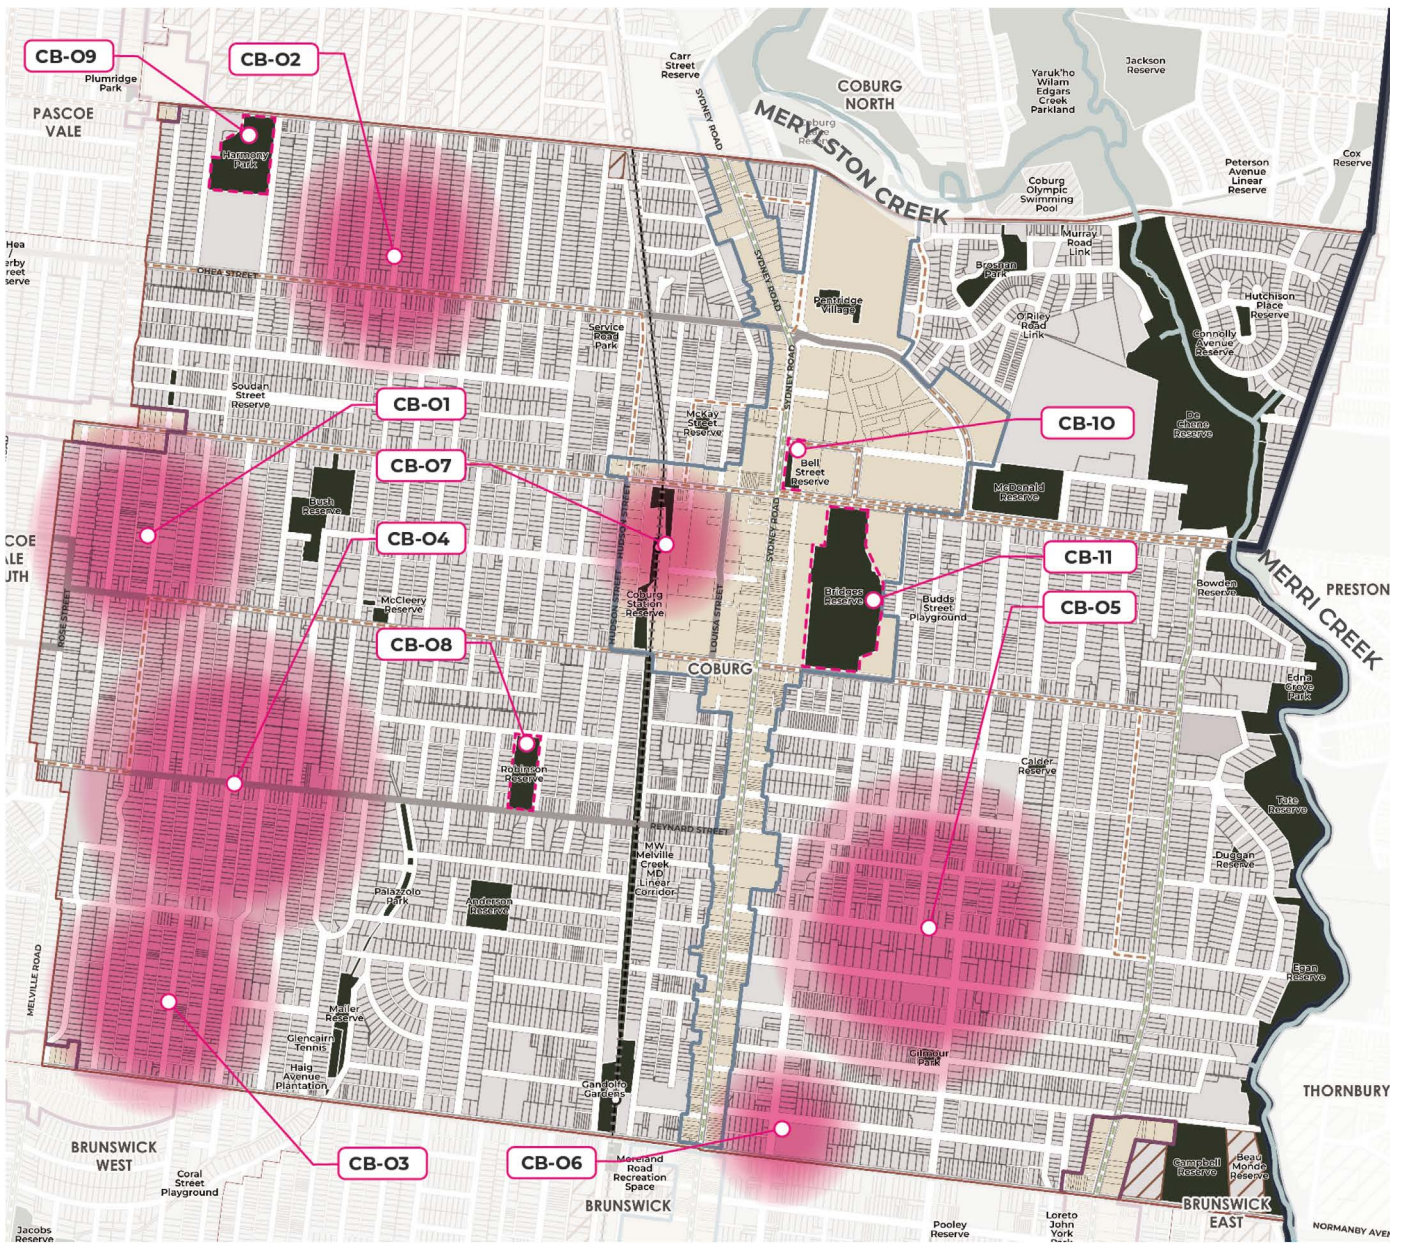 CB-09
CB-02
Plumridge
Park
PASCOE
VALE
Harmony
Park
Carr
Street
Reserve
SYDNEY ROAD
COBURG
NORTH
MERYLSTON CREEK
Yaruk'ho
Wilam
Edgars
Creek
Parkland
Jackson
Reserve
Peterson
Avenue
Linear
Reserve
Cox
Reserve
Coburg
Olympic
Swimming
Pool
Murray
Road
Link
Brosnan
Park
OHEA STREET
SYDNEY ROAD
Pentridge
Village
O'Riley
Road
Link
Hutchison
Place
Reserve
Connolly
Avenue
Reserve
Service
Road
Park
SYDNEY ROAD
Soudan
Street
Reserve
CB-01
McKay
Street
Reserve
CB-10
De
Chene
Reserve
CB-07
Bell
Street
Reserve
McDonald
Reserve
Bush
Reserve
HUDSON STREET
HUDSON STREET
SYDNEY ROAD
CB-04
CB-11
MERRI CREEK
PRESTON
Bowden
Reserve
ROSE STREET
McCleery
Reserve
Coburg
Station
Reserve
LOUISA STREET
Bridges
Reserve
Budds
Street
Playground
CB-05
CB-08
COBURG
Edna
Grove
Park
Robinson
Reserve
Calder
Reserve
Tate
Reserve
REYNARD STREET
MW
Melville
Creek
MD
Linear
Corridor
Duggan
Reserve
Palazzolo
Park
Anderson
Reserve
MELVILLE ROAD
Egan
Reserve
Mailer
Reserve
Glencairn
Tennis
Haig
Avenue
Plantation
Gilmour
Park
Gandolfo
Gardens
THORNBURY
BRUNSWICK
WEST
CB-03
CB-06
Coral
Street
Playground
Moreland
Road
Recreation
Space
BRUNSWICK
Campbell
Reserve
Beau
Monde
Reserve
BRUNSWICK
EAST
Jacobs
Reserve
Pooley
Reserve
Loreto
John
York